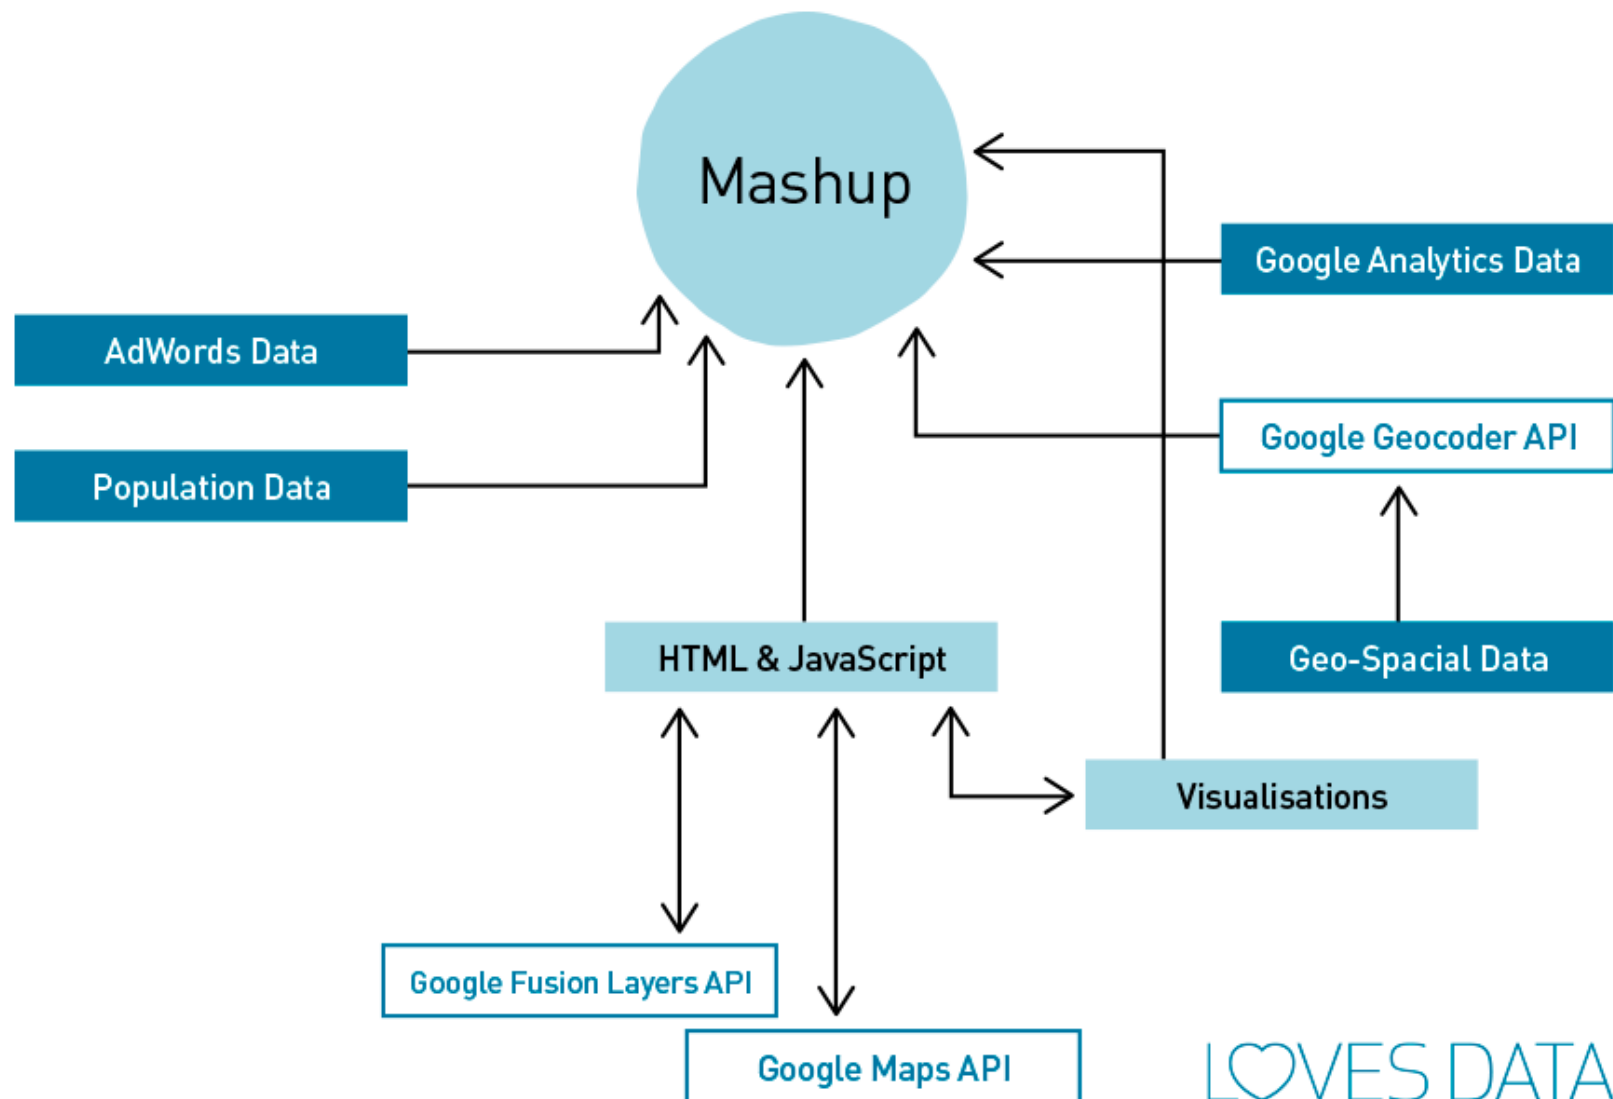 Mashup
Google Analytics Data
AdWords Data
Google Geocoder API
Population Data
HTML & JavaScript
Geo-Spacial Data
Visualisations
Google Fusion Layers API
Google Maps API
LOVES DATA